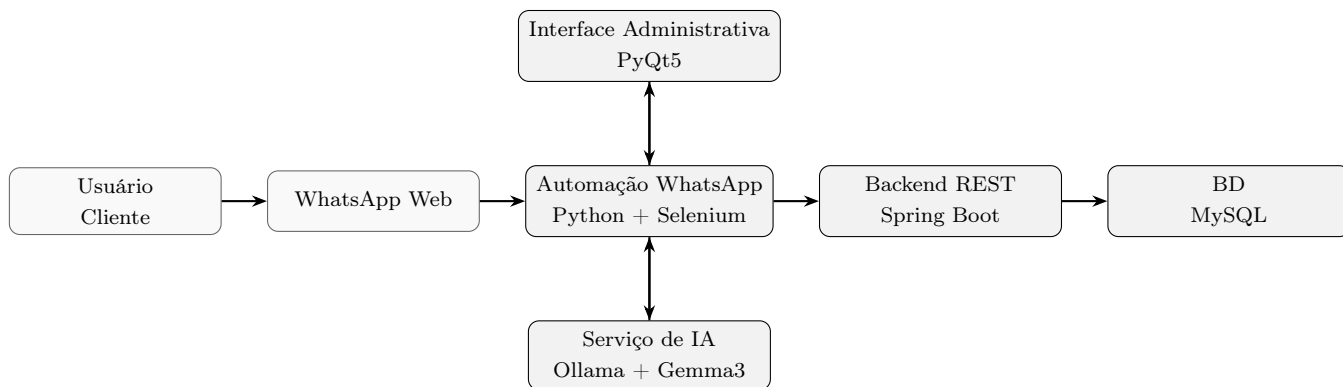 Interface Administrativa
PyQt5
Usuário
Cliente
WhatsApp Web
Automação WhatsApp
Python + Selenium
Backend REST
Spring Boot
BD
MySQL
Serviço de IA
Ollama + Gemma3